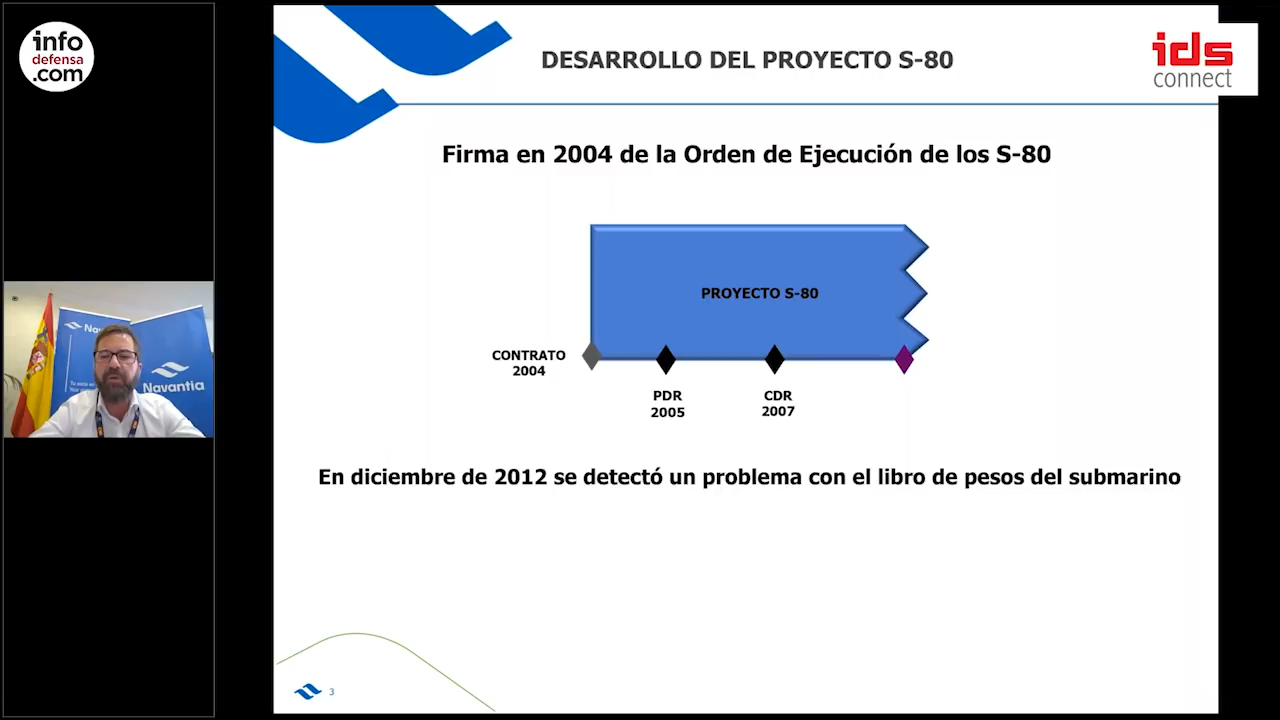 info
defensa
.com
DESARROLLO DEL PROYECTO S-80
ids
connect
Firma en 2004 de la Orden de Ejecución de los S-80
PROYECTO S-80
CONTRATO
2004
PDR
2005
CDR
2007
En diciembre de 2012 se detectó un problema con el libro de pesos del submarino
Navantia
3